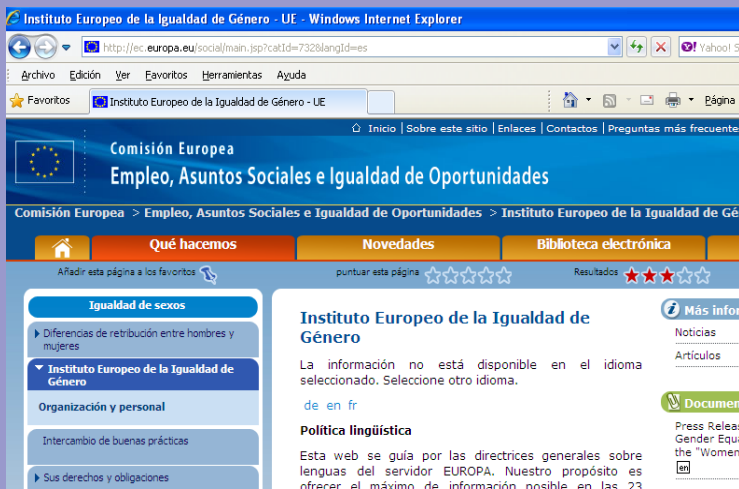 Instituto Europeo de la Igualdad de Género - UE - Windows Internet Explorer
http://ec.europa.eu/social/main.jsp?catId=732&langId=es
Yahoo! S
Archivo Edición Ver Favoritos Herramientas Ayuda
Favoritos Instituto Europeo de la Igualdad de Género - UE Página
Inicio | Sobre este sitio | Enlaces | Contactos | Preguntas más frecuente
Comisión Europea
Empleo, Asuntos Sociales e Igualdad de Oportunidades
Comisión Europea > Empleo, Asuntos Sociales e Igualdad de Oportunidades > Instituto Europeo de la Igualdad de Gé
Qué hacemos Novedades Biblioteca electrónica
Añadir esta página a los favoritos puntuar esta página Resultados
Igualdad de sexos
Diferencias de retribución entre hombres y
mujeres
Instituto Europeo de la Igualdad de
Género
Organización y personal
Intercambio de buenas prácticas
Sus derechos y obligaciones
Instituto Europeo de la Igualdad de
Género
La información no está disponible en el idioma
seleccionado. Seleccione otro idioma.
de en fr
Política lingüística
Esta web se guía por las directrices generales sobre
lenguas del servidor EUROPA. Nuestro propósito es
ofrecer el máximo de información posible en las 23
Más infor
Noticias
Artículos
Documen
Press Releas
Gender Equa
the "Women
en